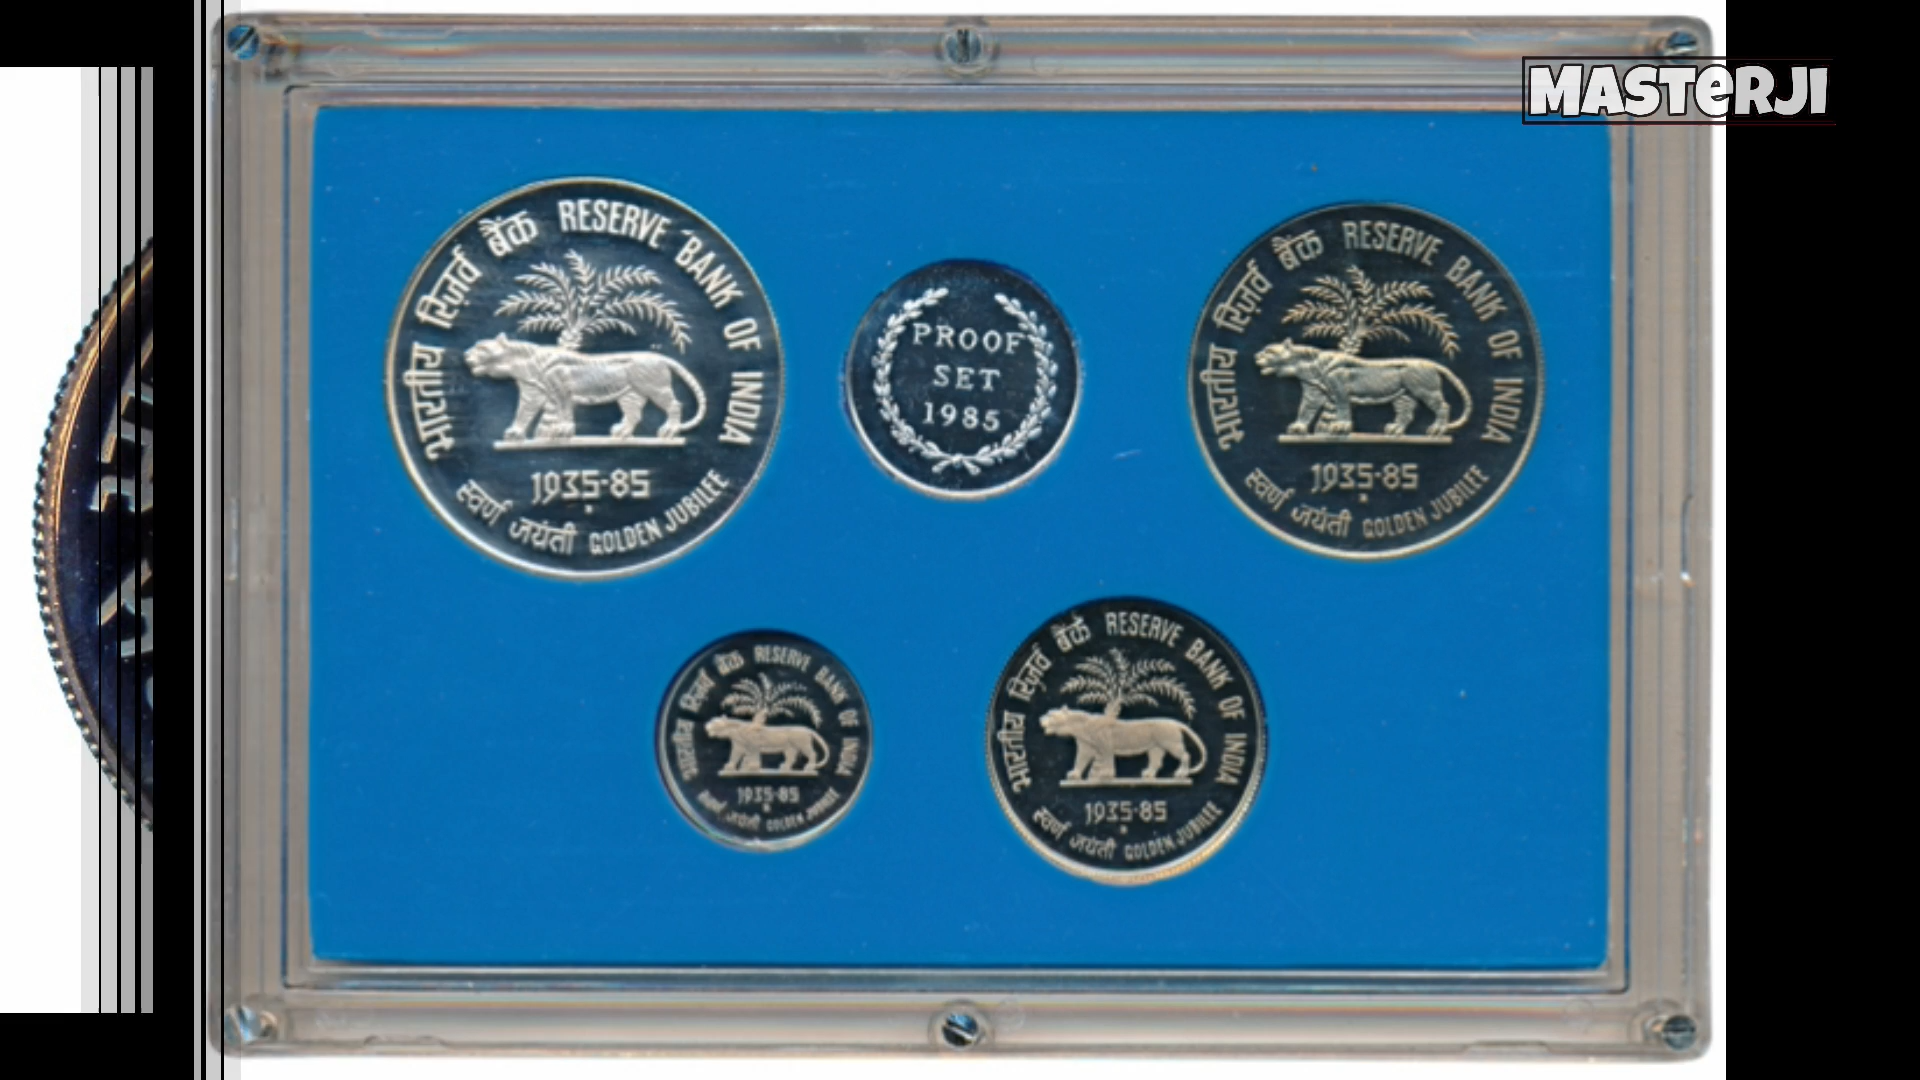 MASTERJI
भारतीय रिज़र्व बैंक RESERVE BANK OF INDIA
1935-85
स्वर्ण जयंती GOLDEN JUBILEE
PROOF
SET
1985
भारतीय रिज़र्व बैंक RESERVE BANK OF INDIA
1935-85
स्वर्ण जयंती GOLDEN JUBILEE
भारतीय रिज़र्व बैंक RESERVE BANK OF INDIA
1935-85
स्वर्ण जयंती GOLDEN JUBILEE
भारतीय रिज़र्व बैंक RESERVE BANK OF INDIA
1935-85
स्वर्ण जयंती GOLDEN JUBILEE